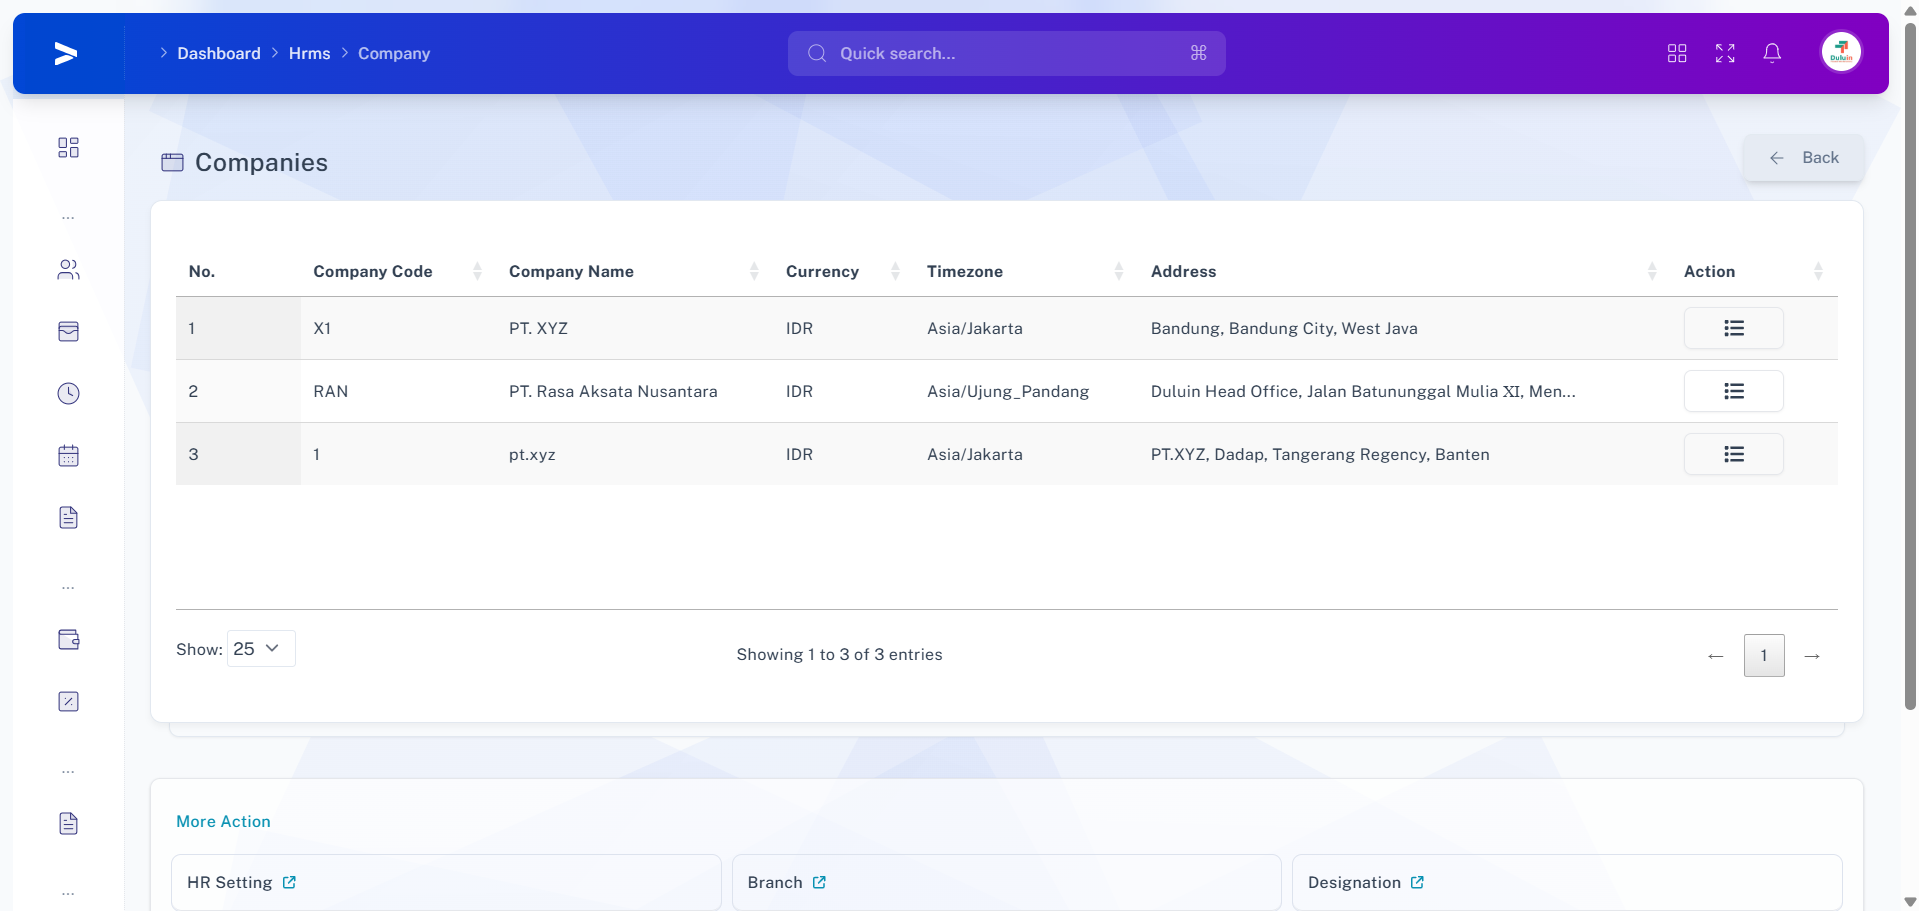 Dashboard Hrms Company
Quick search... ⌘
Duluin
Companies
Back
No. Company Code Company Name Currency Timezone Address Action
1 X1 PT. XYZ IDR Asia/Jakarta Bandung, Bandung City, West Java
2 RAN PT. Rasa Aksata Nusantara IDR Asia/Ujung_Pandang Duluin Head Office, Jalan Batununggal Mulia XI, Men...
3 1 pt.xyz IDR Asia/Jakarta PT.XYZ, Dadap, Tangerang Regency, Banten
Show: 25 Showing 1 to 3 of 3 entries ← 1 →
More Action
HR Setting Branch Designation